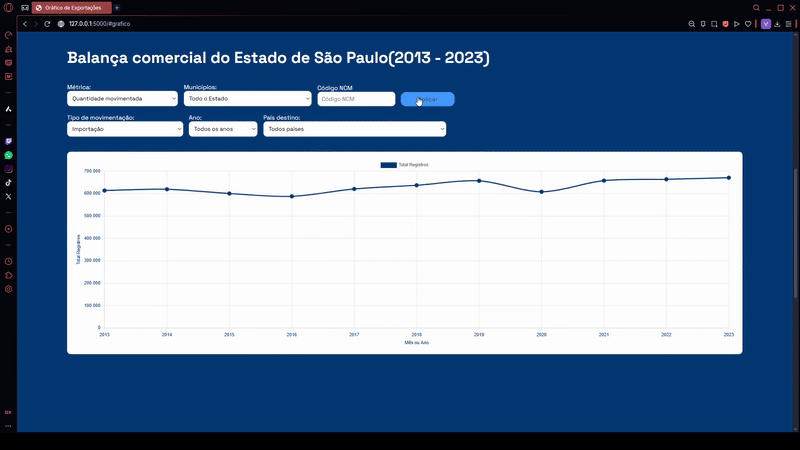 Gráfico de Exportações
127.0.0.1:5000/#grafico
Balança comercial do Estado de São Paulo(2013 - 2023)
Métrica: Municípios: Código NCM
Quantidade movimentada Todo o Estado Código NCM
Tipo de movimentação: Ano: País destino:
Importação Todos os anos Todos países
Total Registros
700.000
600.000
500.000
400.000
300.000
200.000
100.000
0
Total Registros
2013 2014 2015 2016 2017 2018 2019 2020 2021 2022 2023
Mês ou Ano